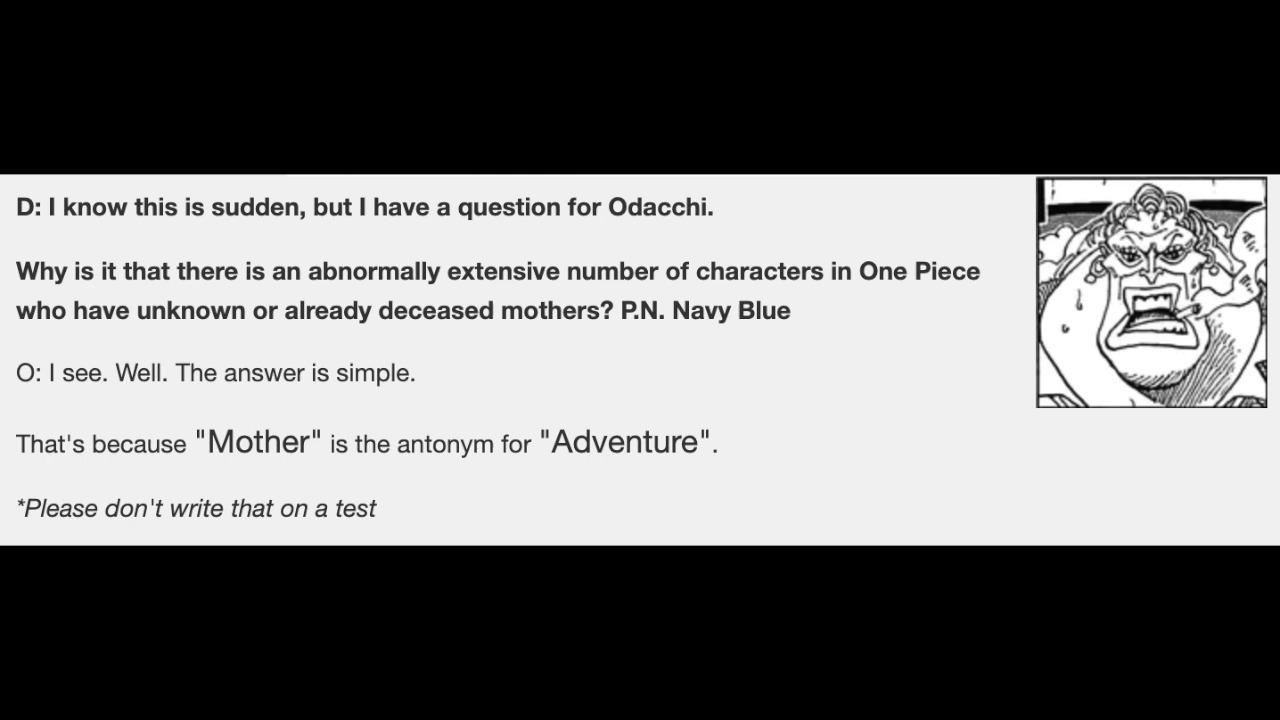 D: I know this is sudden, but I have a question for Odacchi.
Why is it that there is an abnormally extensive number of characters in One Piece
who have unknown or already deceased mothers? P.N. Navy Blue
O: I see. Well. The answer is simple.
That's because "Mother" is the antonym for "Adventure".
*Please don't write that on a test